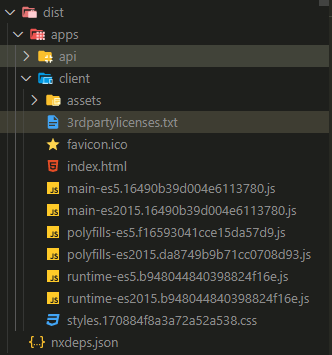 dist
apps
api
client
assets
3rdpartylicenses.txt
favicon.ico
index.html
main-es5.16490b39d004e6113780.js
main-es2015.16490b39d004e6113780.js
polyfills-es5.f16593041cce15da57d9.js
polyfills-es2015.da8749b9b71cc0708d93.js
runtime-es5.b948044840398824f16e.js
runtime-es2015.b948044840398824f16e.js
styles.170884f8a3a72a52a538.css
nxdeps.json